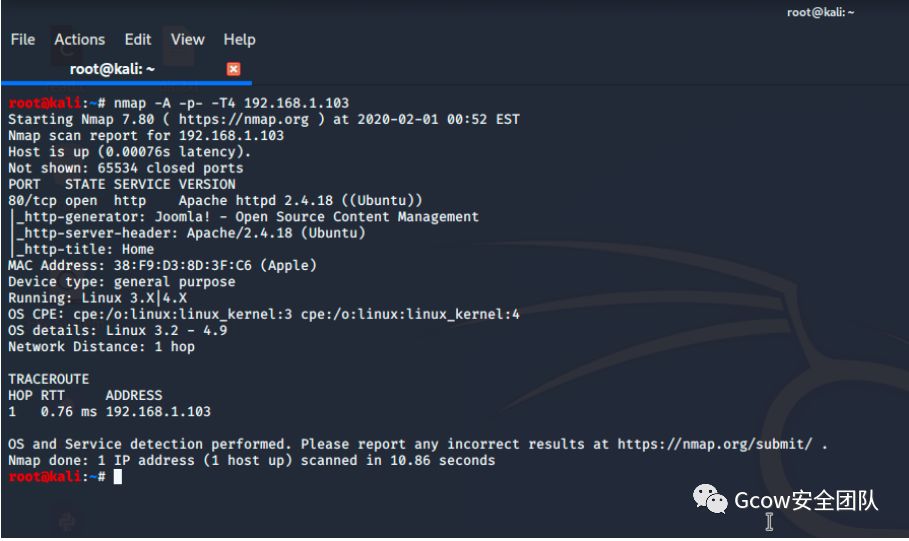 root@kali: ~
File Actions Edit View Help
root@kali: ~
root@kali:~# nmap -A -p- -T4 192.168.1.103
Starting Nmap 7.80 ( https://nmap.org ) at 2020-02-01 00:52 EST
Nmap scan report for 192.168.1.103
Host is up (0.00076s latency).
Not shown: 65534 closed ports
PORT   STATE SERVICE VERSION
80/tcp open  http    Apache httpd 2.4.18 ((Ubuntu))
|_http-generator: Joomla! - Open Source Content Management
|_http-server-header: Apache/2.4.18 (Ubuntu)
|_http-title: Home
MAC Address: 38:F9:D3:8D:3F:C6 (Apple)
Device type: general purpose
Running: Linux 3.X|4.X
OS CPE: cpe:/o:linux:linux_kernel:3 cpe:/o:linux:linux_kernel:4
OS details: Linux 3.2 - 4.9
Network Distance: 1 hop
TRACEROUTE
HOP RTT     ADDRESS
1   0.76 ms 192.168.1.103
OS and Service detection performed. Please report any incorrect results at https://nmap.org/submit/ .
Nmap done: 1 IP address (1 host up) scanned in 10.86 seconds
root@kali:~#
Gcow安全团队